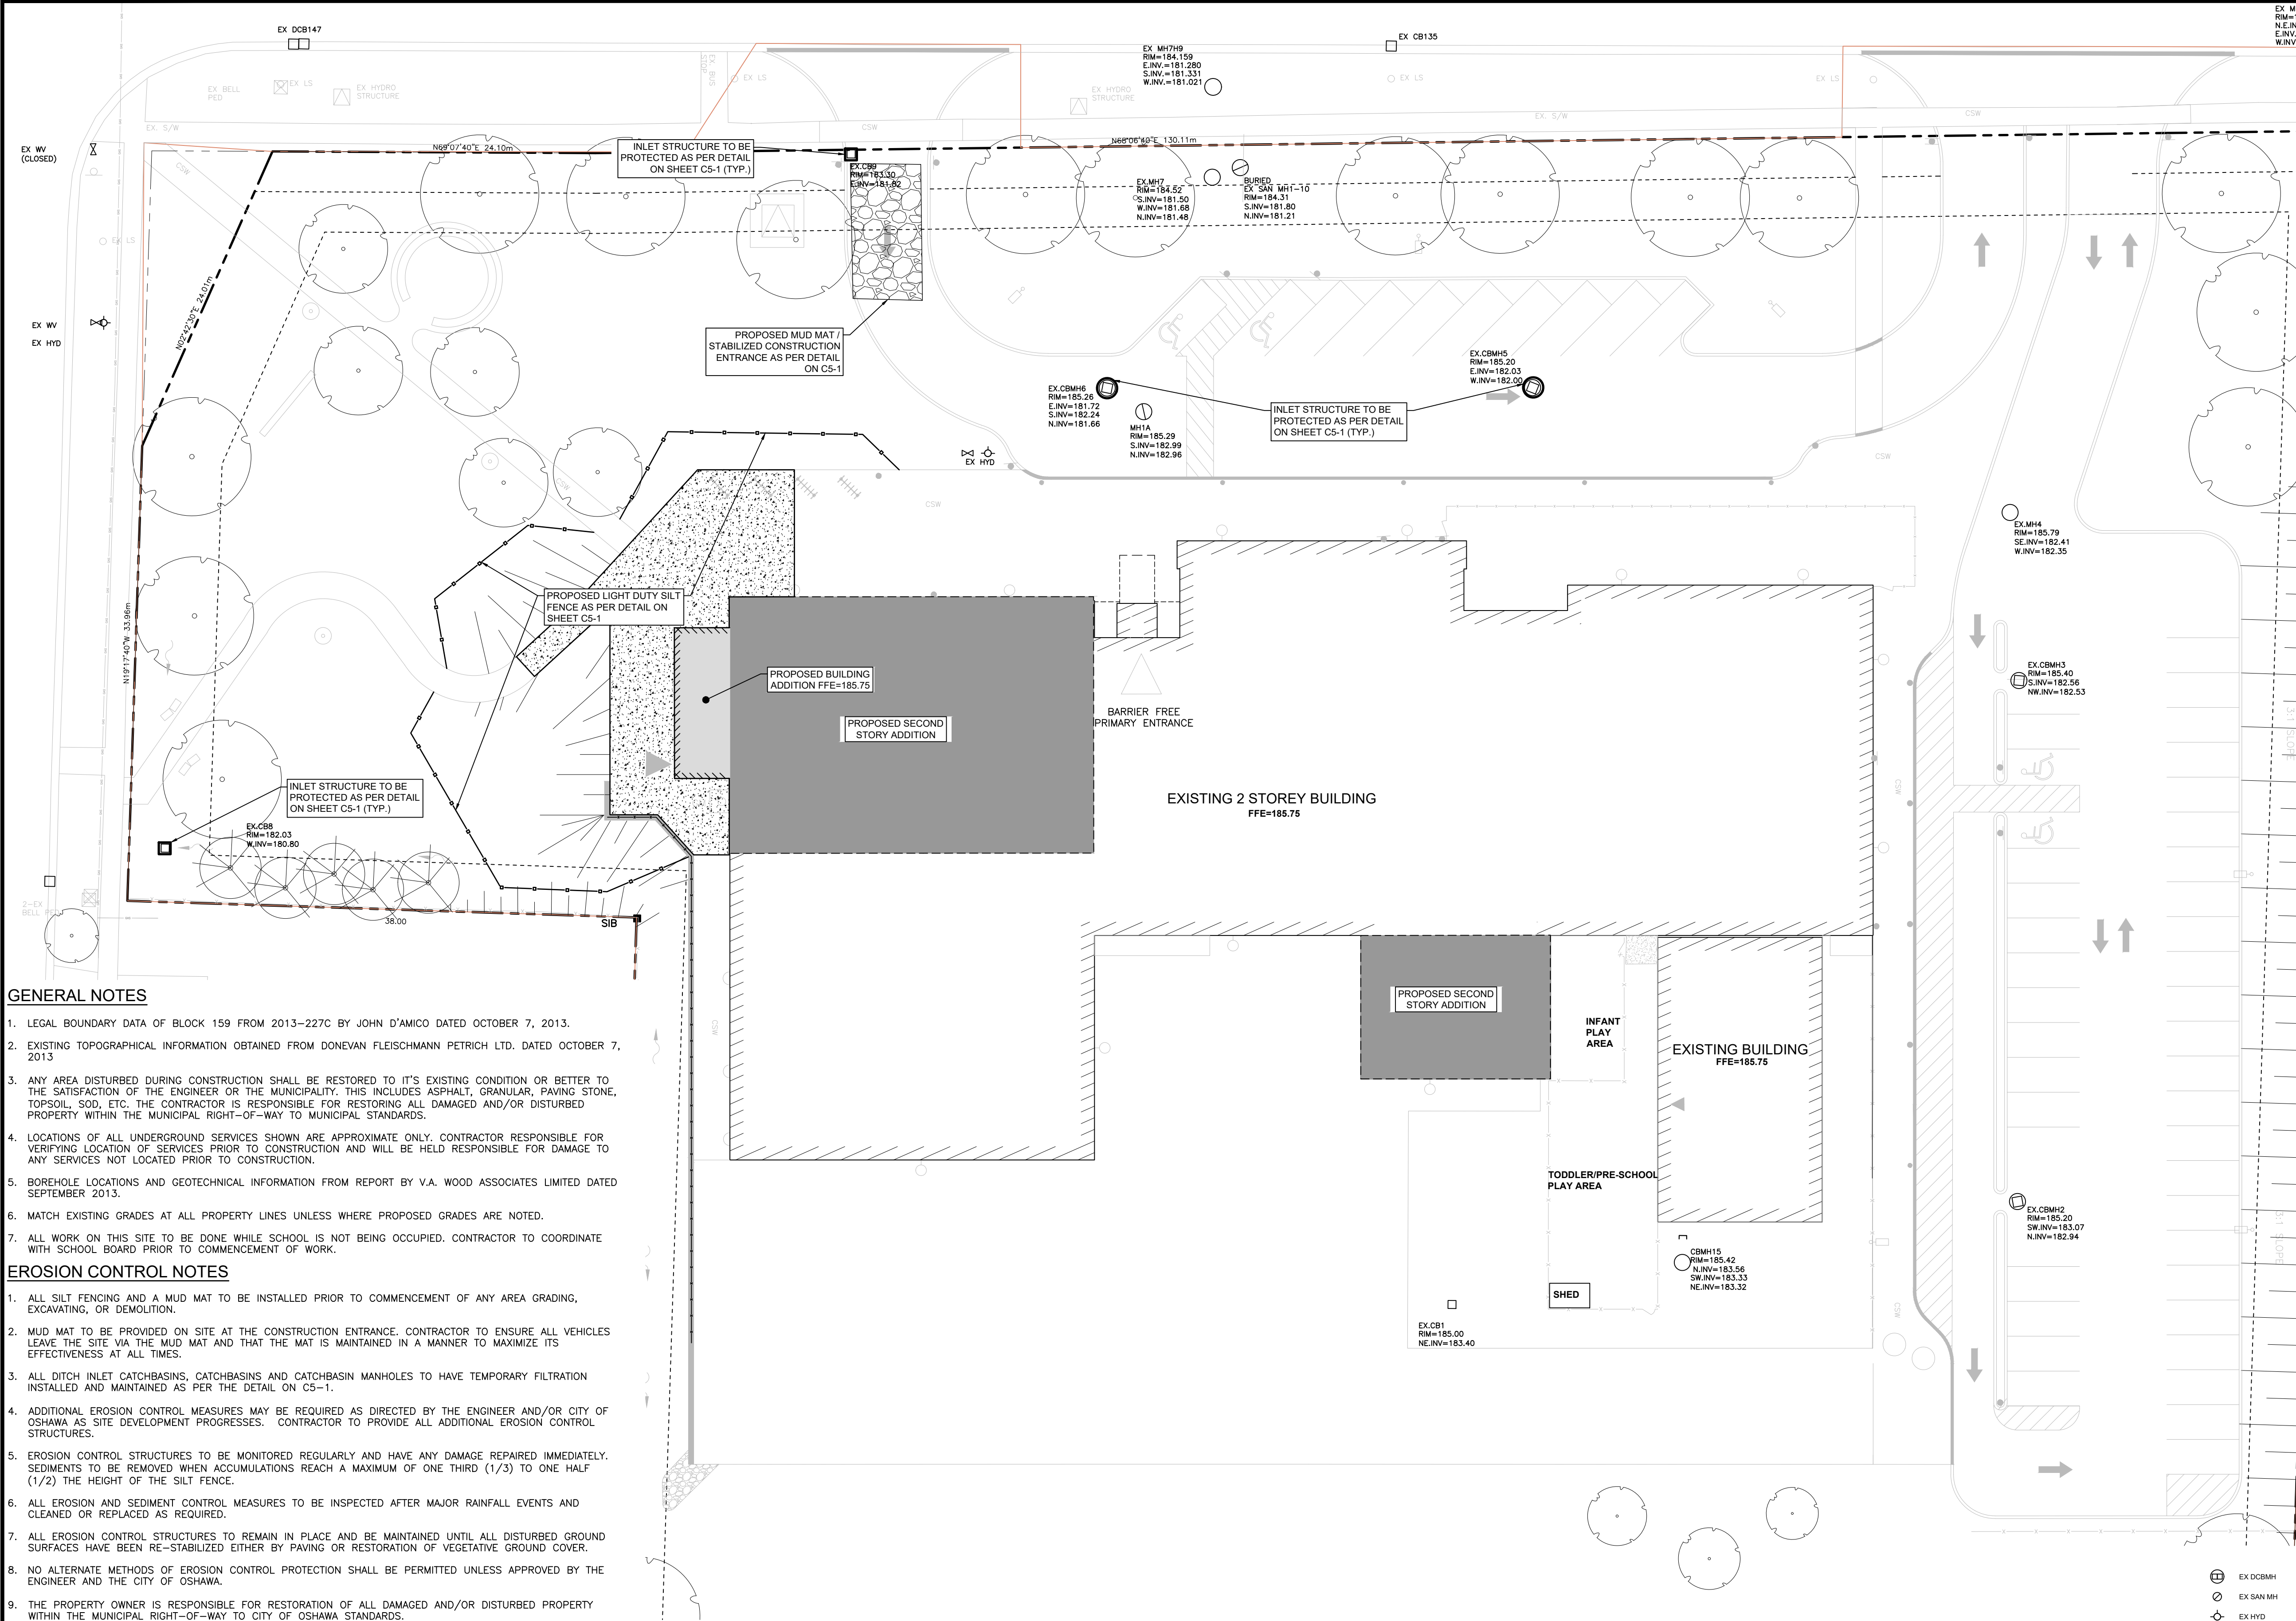 EX DCB147
EX BELL
PED
EX LS
EX HYDRO
STRUCTURE
EX. BUS
STOP
EX LS
EX MH7H9
RIM=184.159
E.INV.=181.280
S.INV.=181.331
W.INV.=181.021
EX HYDRO
STRUCTURE
EX CB135
EX LS
EX LS
EX. S/W
CSW
EX. S/W
CSW
EX WV
(CLOSED)
CSW
N69°07'40"E 24.10m
INLET STRUCTURE TO BE
PROTECTED AS PER DETAIL
ON SHEET C5-1 (TYP.)
EX.CB9
RIM=183.30
E.INV=181.82
N68°06'40"E 130.11m
EX.MH7
RIM=184.52
S.INV=181.50
W.INV=181.68
N.INV=181.48
BURIED
EX SAN MH1-10
RIM=184.31
S.INV=181.80
N.INV=181.21
EX LS
N02°42'30"E 24.01m
EX WV
EX HYD
PROPOSED MUD MAT /
STABILIZED CONSTRUCTION
ENTRANCE AS PER DETAIL
ON C5-1
EX.CBMH6
RIM=185.26
E.INV=181.72
S.INV=182.24
N.INV=181.66
MH1A
RIM=185.29
S.INV=182.99
N.INV=182.96
INLET STRUCTURE TO BE
PROTECTED AS PER DETAIL
ON SHEET C5-1 (TYP.)
EX.CBMH5
RIM=185.20
E.INV=182.03
W.INV=182.00
EX HYD
CSW
CSW
CSW
EX.MH4
RIM=185.79
SE.INV=182.41
W.INV=182.35
PROPOSED LIGHT DUTY SILT
FENCE AS PER DETAIL ON
SHEET C5-1
N19°17'40"W 33.96m
PROPOSED BUILDING
ADDITION FFE=185.75
PROPOSED SECOND
STORY ADDITION
BARRIER FREE
PRIMARY ENTRANCE
EXISTING 2 STOREY BUILDING
FFE=185.75
EX.CBMH3
RIM=185.40
S.INV=182.56
NW.INV=182.53
3:1 SLOPE
CSW
INLET STRUCTURE TO BE
PROTECTED AS PER DETAIL
ON SHEET C5-1 (TYP.)
EX.CB8
RIM=182.03
W.INV=180.80
2-EX
BELL PED
38.00
SIB
CSW
PROPOSED SECOND
STORY ADDITION
INFANT
PLAY
AREA
EXISTING BUILDING
FFE=185.75
TODDLER/PRE-SCHOOL
PLAY AREA
EX.CBMH2
RIM=185.20
SW.INV=183.07
N.INV=182.94
3:1 SLOPE
CBMH15
RIM=185.42
N.INV=183.56
SW.INV=183.33
NE.INV=183.32
SHED
CSW
EX.CB1
RIM=185.00
NE.INV=183.40
GENERAL NOTES
1. LEGAL BOUNDARY DATA OF BLOCK 159 FROM 2013-227C BY JOHN D'AMICO DATED OCTOBER 7, 2013.
2. EXISTING TOPOGRAPHICAL INFORMATION OBTAINED FROM DONEVAN FLEISCHMANN PETRICH LTD. DATED OCTOBER 7,
2013
3. ANY AREA DISTURBED DURING CONSTRUCTION SHALL BE RESTORED TO IT'S EXISTING CONDITION OR BETTER TO
THE SATISFACTION OF THE ENGINEER OR THE MUNICIPALITY. THIS INCLUDES ASPHALT, GRANULAR, PAVING STONE,
TOPSOIL, SOD, ETC. THE CONTRACTOR IS RESPONSIBLE FOR RESTORING ALL DAMAGED AND/OR DISTURBED
PROPERTY WITHIN THE MUNICIPAL RIGHT-OF-WAY TO MUNICIPAL STANDARDS.
4. LOCATIONS OF ALL UNDERGROUND SERVICES SHOWN ARE APPROXIMATE ONLY. CONTRACTOR RESPONSIBLE FOR
VERIFYING LOCATION OF SERVICES PRIOR TO CONSTRUCTION AND WILL BE HELD RESPONSIBLE FOR DAMAGE TO
ANY SERVICES NOT LOCATED PRIOR TO CONSTRUCTION.
5. BOREHOLE LOCATIONS AND GEOTECHNICAL INFORMATION FROM REPORT BY V.A. WOOD ASSOCIATES LIMITED DATED
SEPTEMBER 2013.
6. MATCH EXISTING GRADES AT ALL PROPERTY LINES UNLESS WHERE PROPOSED GRADES ARE NOTED.
7. ALL WORK ON THIS SITE TO BE DONE WHILE SCHOOL IS NOT BEING OCCUPIED. CONTRACTOR TO COORDINATE
WITH SCHOOL BOARD PRIOR TO COMMENCEMENT OF WORK.
EROSION CONTROL NOTES
1. ALL SILT FENCING AND A MUD MAT TO BE INSTALLED PRIOR TO COMMENCEMENT OF ANY AREA GRADING,
EXCAVATING, OR DEMOLITION.
2. MUD MAT TO BE PROVIDED ON SITE AT THE CONSTRUCTION ENTRANCE. CONTRACTOR TO ENSURE ALL VEHICLES
LEAVE THE SITE VIA THE MUD MAT AND THAT THE MAT IS MAINTAINED IN A MANNER TO MAXIMIZE ITS
EFFECTIVENESS AT ALL TIMES.
3. ALL DITCH INLET CATCHBASINS, CATCHBASINS AND CATCHBASIN MANHOLES TO HAVE TEMPORARY FILTRATION
INSTALLED AND MAINTAINED AS PER THE DETAIL ON C5-1.
4. ADDITIONAL EROSION CONTROL MEASURES MAY BE REQUIRED AS DIRECTED BY THE ENGINEER AND/OR CITY OF
OSHAWA AS SITE DEVELOPMENT PROGRESSES. CONTRACTOR TO PROVIDE ALL ADDITIONAL EROSION CONTROL
STRUCTURES.
5. EROSION CONTROL STRUCTURES TO BE MONITORED REGULARLY AND HAVE ANY DAMAGE REPAIRED IMMEDIATELY.
SEDIMENTS TO BE REMOVED WHEN ACCUMULATIONS REACH A MAXIMUM OF ONE THIRD (1/3) TO ONE HALF
(1/2) THE HEIGHT OF THE SILT FENCE.
6. ALL EROSION AND SEDIMENT CONTROL MEASURES TO BE INSPECTED AFTER MAJOR RAINFALL EVENTS AND
CLEANED OR REPLACED AS REQUIRED.
7. ALL EROSION CONTROL STRUCTURES TO REMAIN IN PLACE AND BE MAINTAINED UNTIL ALL DISTURBED GROUND
SURFACES HAVE BEEN RE-STABILIZED EITHER BY PAVING OR RESTORATION OF VEGETATIVE GROUND COVER.
8. NO ALTERNATE METHODS OF EROSION CONTROL PROTECTION SHALL BE PERMITTED UNLESS APPROVED BY THE
ENGINEER AND THE CITY OF OSHAWA.
9. THE PROPERTY OWNER IS RESPONSIBLE FOR RESTORATION OF ALL DAMAGED AND/OR DISTURBED PROPERTY
WITHIN THE MUNICIPAL RIGHT-OF-WAY TO CITY OF OSHAWA STANDARDS.
EX DCBMH
EX SAN MH
EX HYD